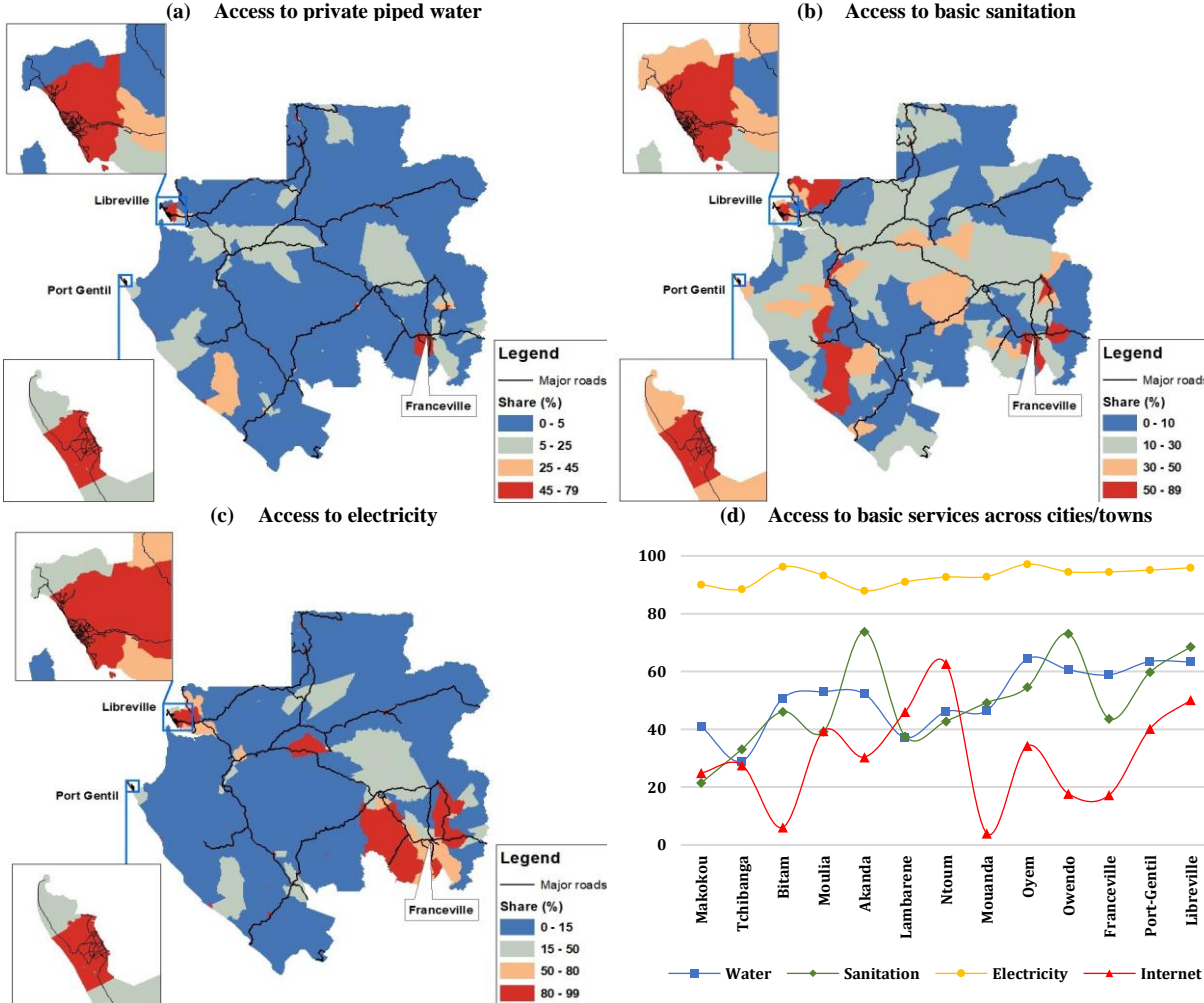 (a) Access to private piped water
Libreville
Port Gentil
Franceville
Legend
Major roads
Share (%)
0 - 5
5 - 25
25 - 45
45 - 79
(b) Access to basic sanitation
Libreville
Port Gentil
Franceville
Legend
Major roads
Share (%)
0 - 10
10 - 30
30 - 50
50 - 89
(c) Access to electricity
Libreville
Port Gentil
Franceville
Legend
Major roads
Share (%)
0 - 15
15 - 50
50 - 80
80 - 99
(d) Access to basic services across cities/towns
100
80
60
40
20
0
Makokou
Tchibanga
Bitam
Moulia
Akanda
Lambarene
Ntoum
Mouanda
Oyem
Owendo
Franceville
Port-Gentil
Libreville
Water
Sanitation
Electricity
Internet